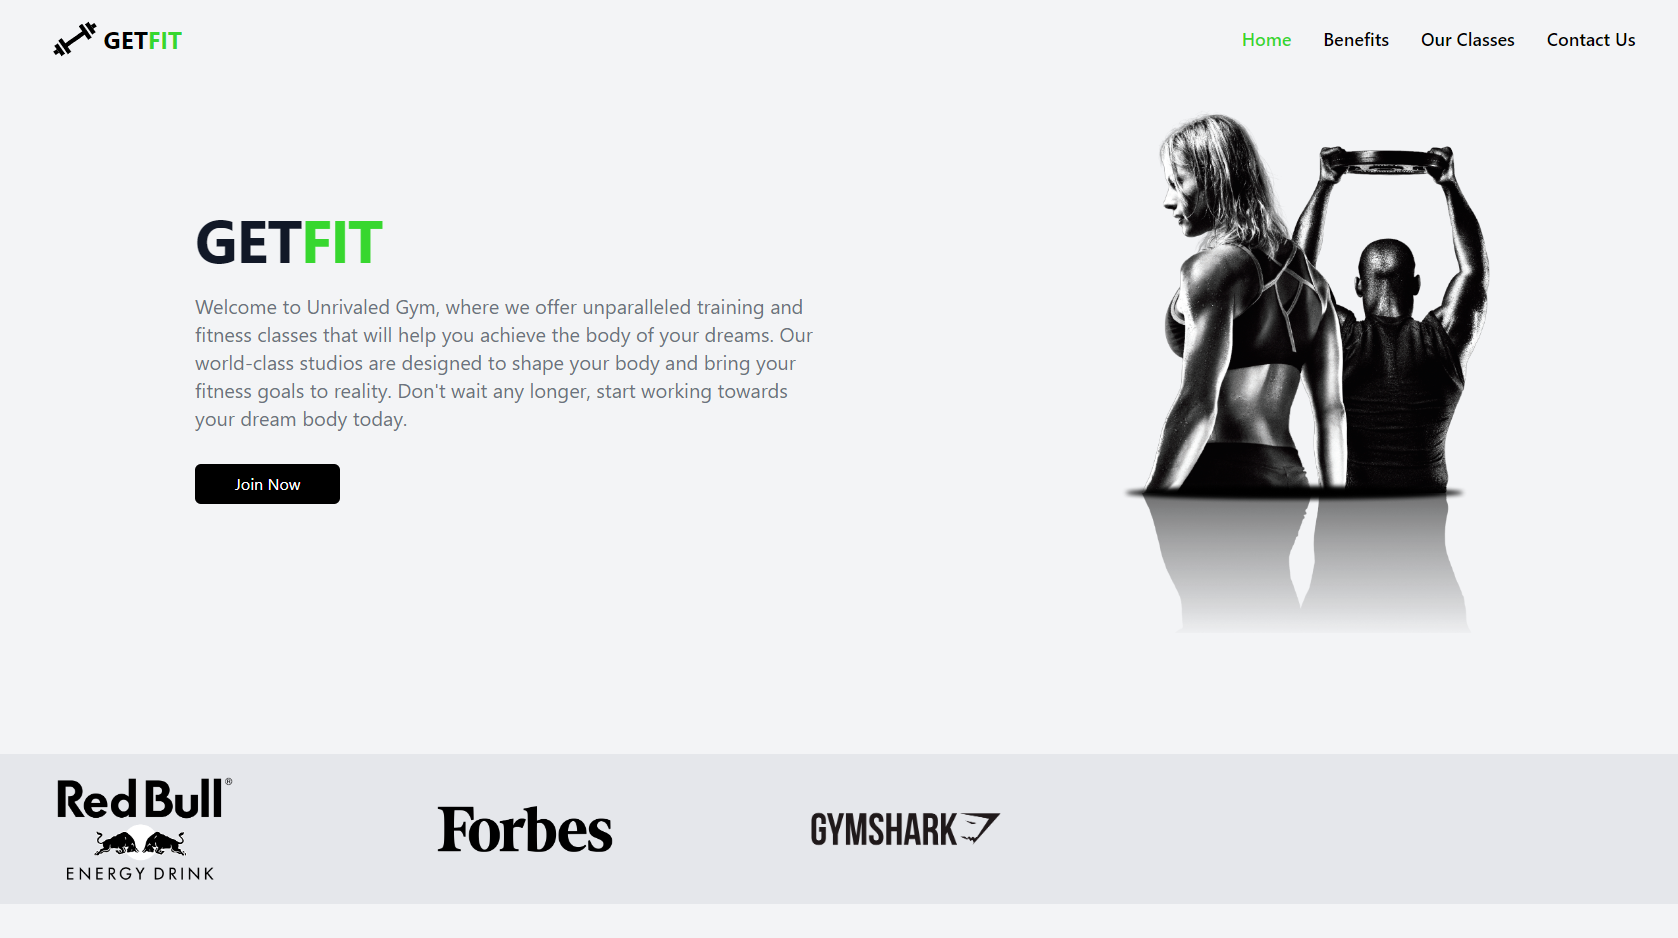 GETFIT
Home Benefits Our Classes Contact Us
GETFIT
Welcome to Unrivaled Gym, where we offer unparalleled training and
fitness classes that will help you achieve the body of your dreams. Our
world-class studios are designed to shape your body and bring your
fitness goals to reality. Don't wait any longer, start working towards
your dream body today.
Join Now
Red Bull®
ENERGY DRINK
Forbes
GYMSHARK